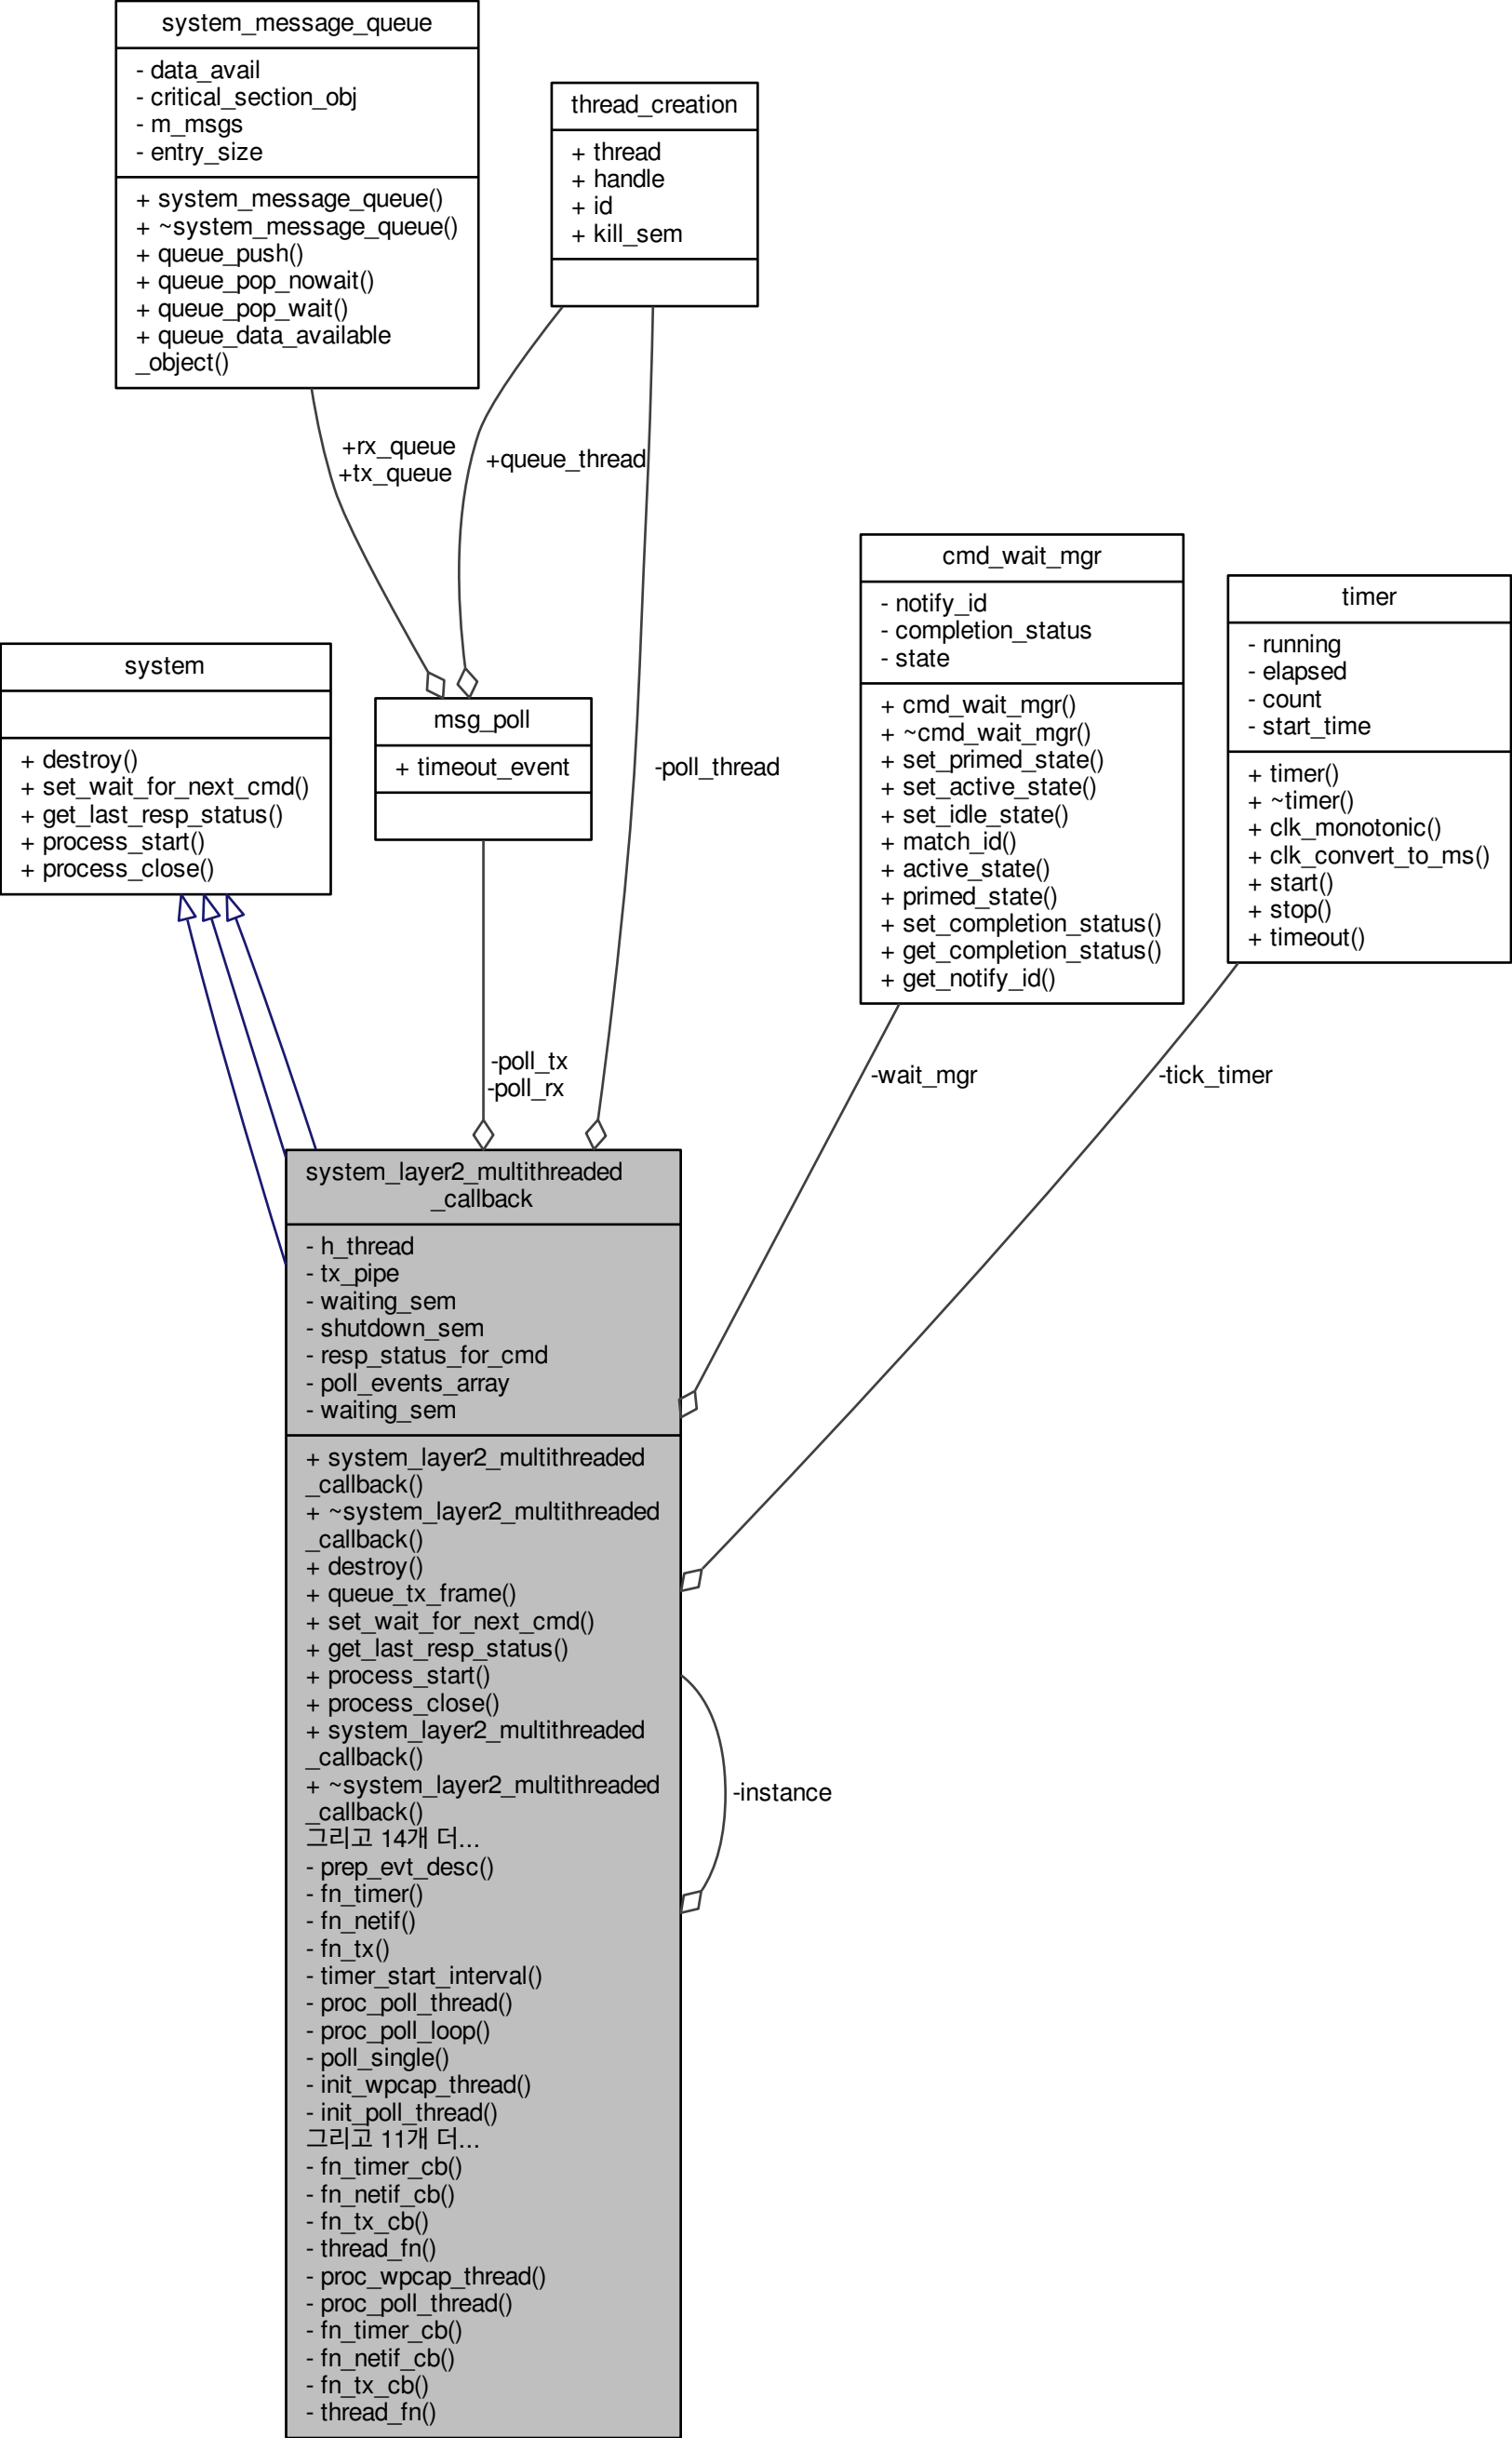 system_message_queue
- data_avail
- critical_section_obj
- m_msgs
- entry_size
+ system_message_queue()
+ ~system_message_queue()
+ queue_push()
+ queue_pop_nowait()
+ queue_pop_wait()
+ queue_data_available
_object()
thread_creation
+ thread
+ handle
+ id
+ kill_sem
+rx_queue
+tx_queue
+queue_thread
system
+ destroy()
+ set_wait_for_next_cmd()
+ get_last_resp_status()
+ process_start()
+ process_close()
msg_poll
+ timeout_event
-poll_thread
cmd_wait_mgr
- notify_id
- completion_status
- state
+ cmd_wait_mgr()
+ ~cmd_wait_mgr()
+ set_primed_state()
+ set_active_state()
+ set_idle_state()
+ match_id()
+ active_state()
+ primed_state()
+ set_completion_status()
+ get_completion_status()
+ get_notify_id()
timer
- running
- elapsed
- count
- start_time
+ timer()
+ ~timer()
+ clk_monotonic()
+ clk_convert_to_ms()
+ start()
+ stop()
+ timeout()
-poll_tx
-poll_rx
-wait_mgr
-tick_timer
system_layer2_multithreaded
_callback
- h_thread
- tx_pipe
- waiting_sem
- shutdown_sem
- resp_status_for_cmd
- poll_events_array
- waiting_sem
+ system_layer2_multithreaded
_callback()
+ ~system_layer2_multithreaded
_callback()
+ destroy()
+ queue_tx_frame()
+ set_wait_for_next_cmd()
+ get_last_resp_status()
+ process_start()
+ process_close()
+ system_layer2_multithreaded
_callback()
+ ~system_layer2_multithreaded
_callback()
그리고 14개 더...
- prep_evt_desc()
- fn_timer()
- fn_netif()
- fn_tx()
- timer_start_interval()
- proc_poll_thread()
- proc_poll_loop()
- poll_single()
- init_wpcap_thread()
- init_poll_thread()
그리고 11개 더...
- fn_timer_cb()
- fn_netif_cb()
- fn_tx_cb()
- thread_fn()
- proc_wpcap_thread()
- proc_poll_thread()
- fn_timer_cb()
- fn_netif_cb()
- fn_tx_cb()
- thread_fn()
-instance